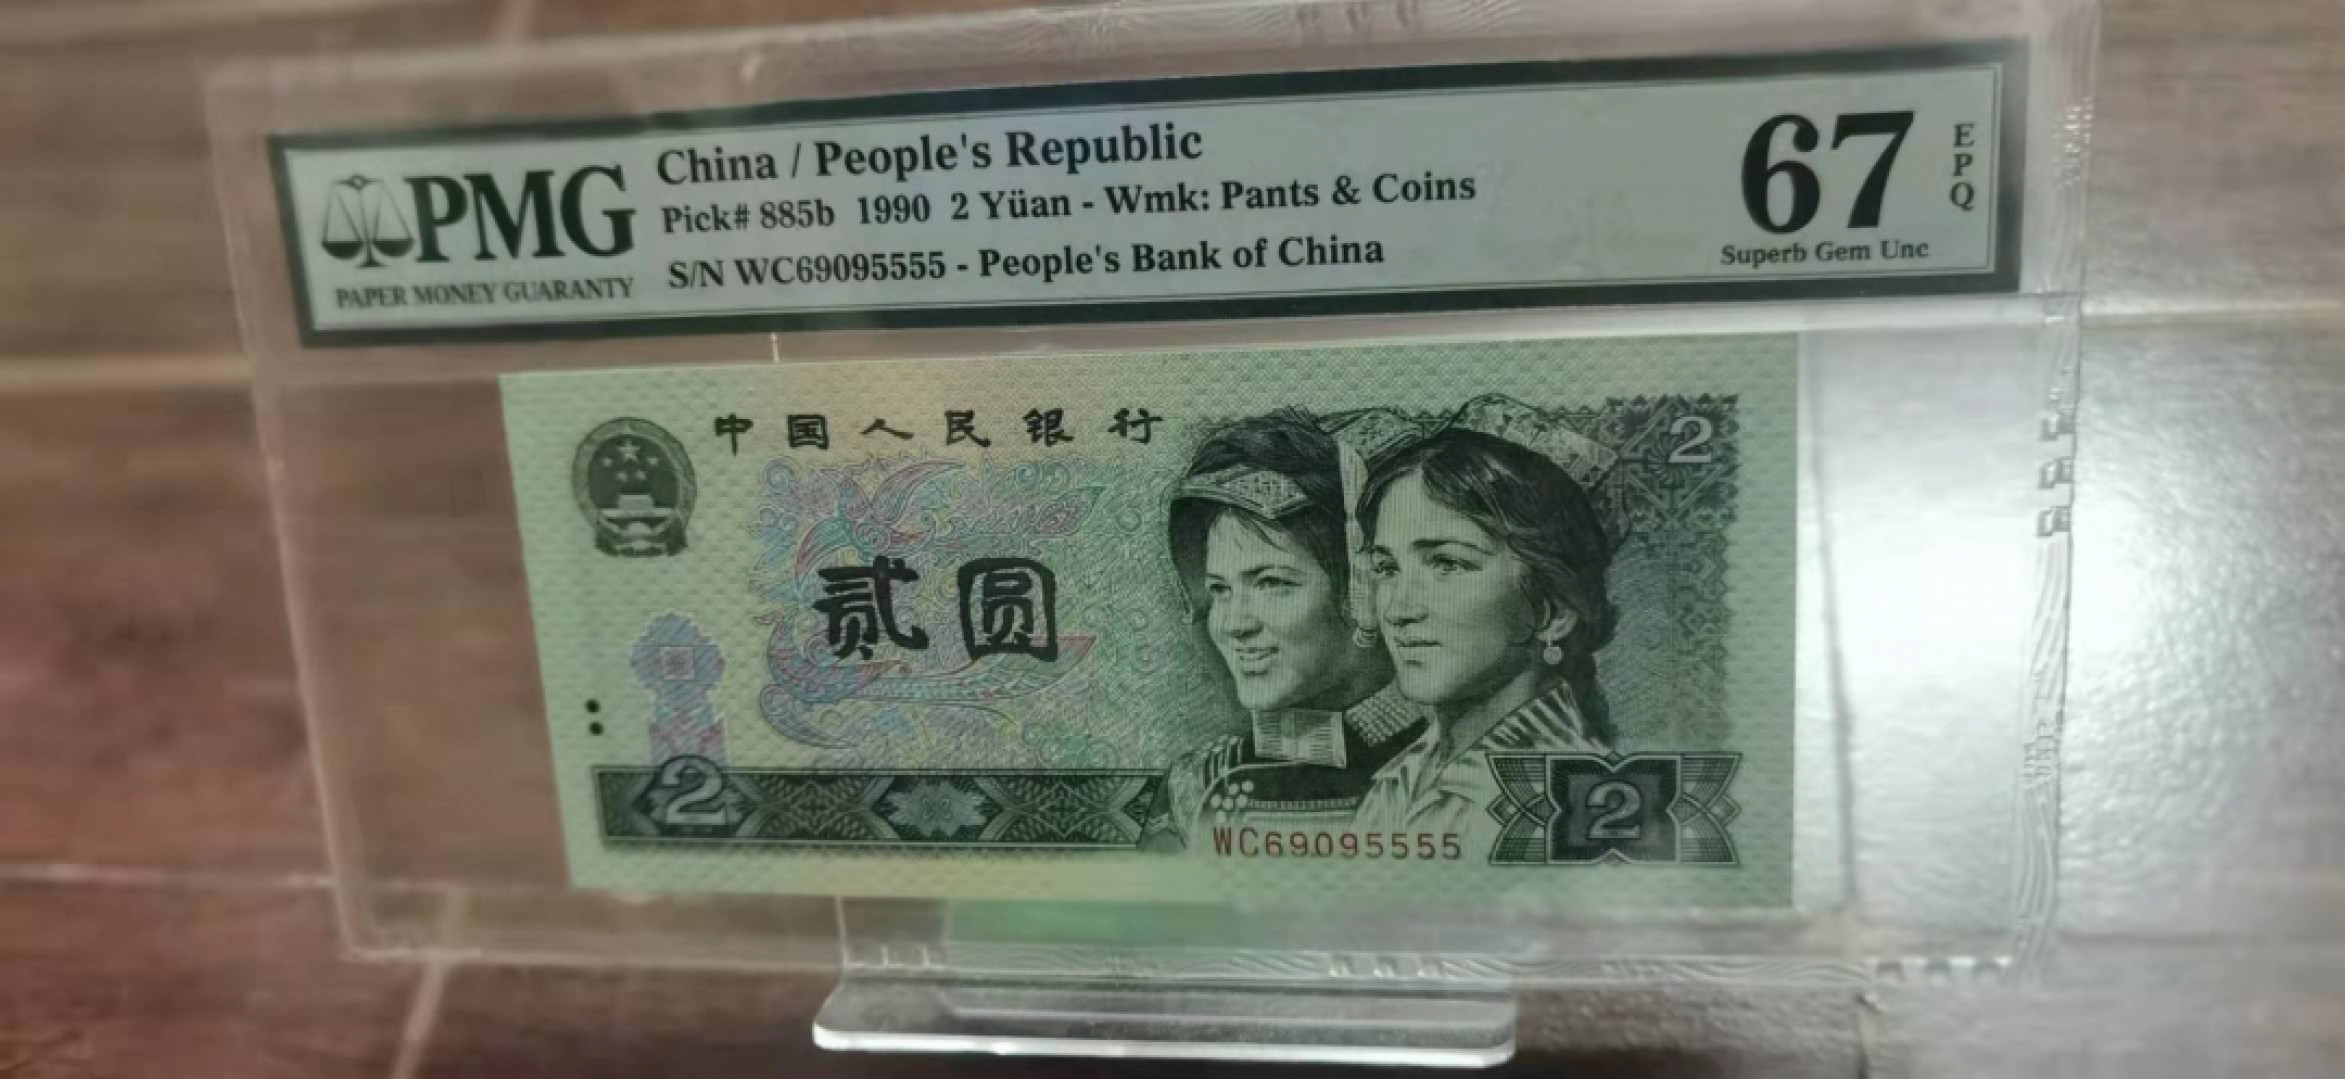 PMG
PAPER MONEY GUARANTY
China / People's Republic
Pick# 885b 1990 2 Yüan - Wmk: Pants & Coins
S/N WC69095555 - People's Bank of China
67
EPQ
Superb Gem Unc
中国人民银行
2
贰圆
2
2
WC69095555